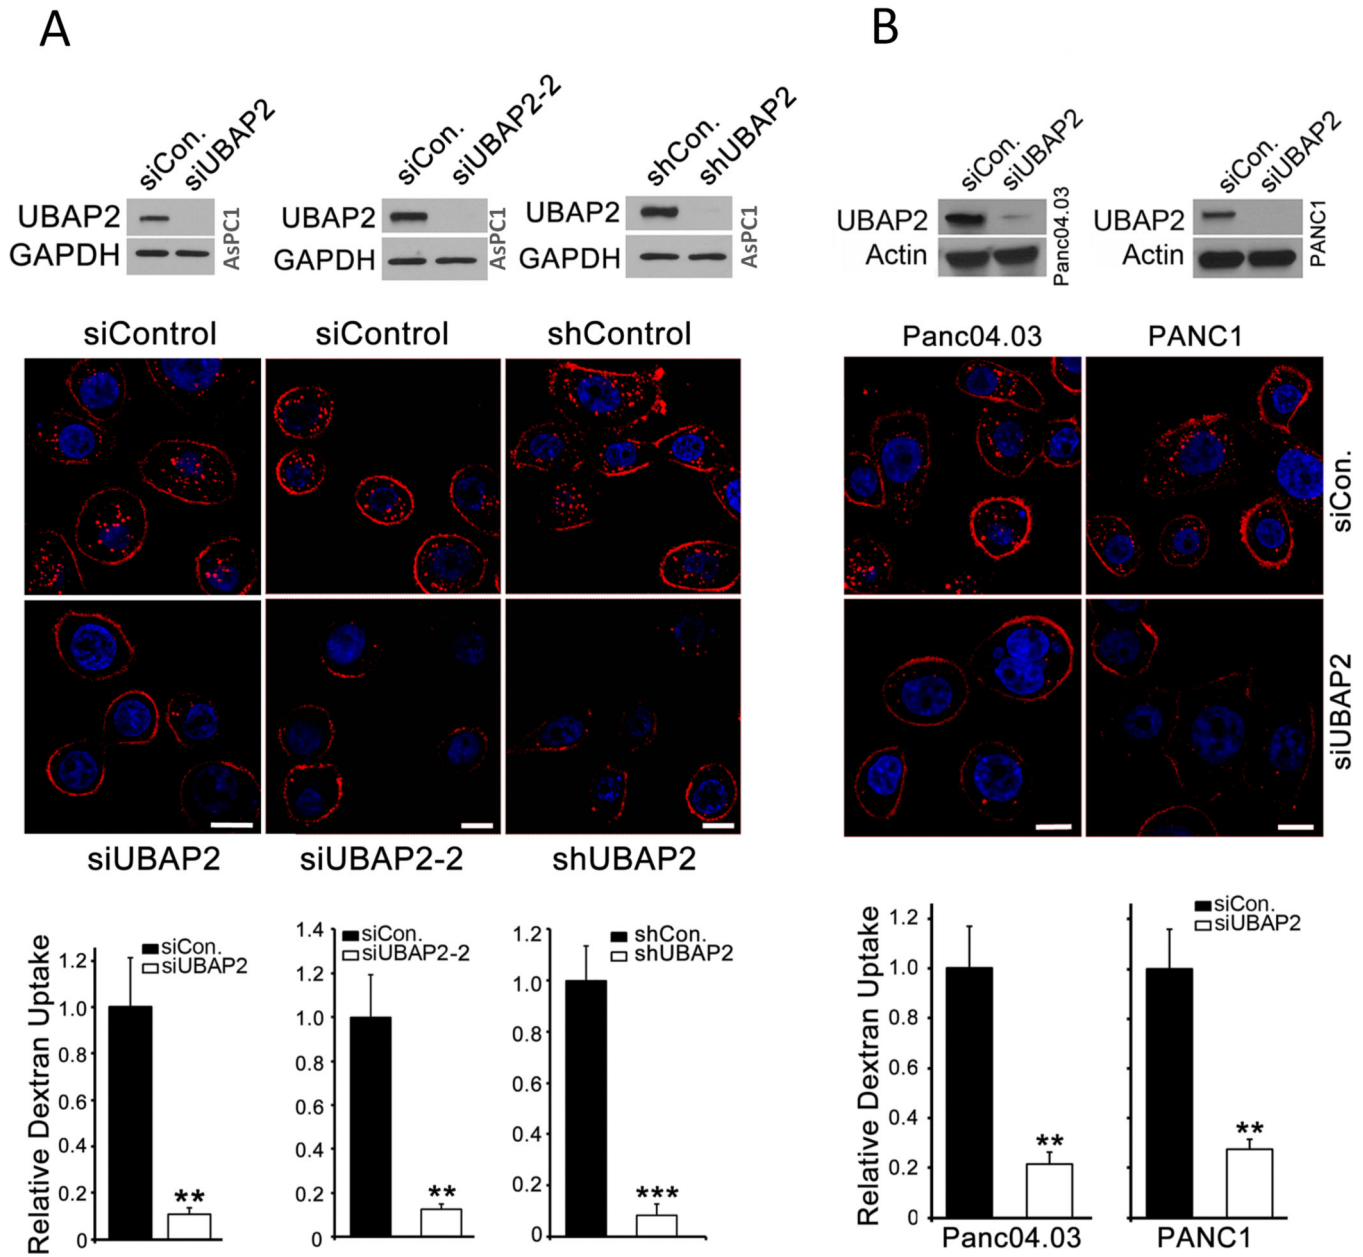 A
B
siCon.
siUBAP2
siCon.
siUBAP2-2
shCon.
shUBAP2
siCon.
siUBAP2
siCon.
siUBAP2
UBAP2
GAPDH
AsPC1
UBAP2
GAPDH
AsPC1
UBAP2
GAPDH
AsPC1
UBAP2
Actin
Panc04.03
UBAP2
Actin
PANC1
siControl
siControl
shControl
Panc04.03
PANC1
siCon.
siUBAP2
siUBAP2
siUBAP2-2
shUBAP2
Relative Dextran Uptake
1.2
1.0
0.8
0.6
0.4
0.2
0
siCon.
siUBAP2
**
1.4
1.2
1.0
0.8
0.6
0.4
0.2
0
siCon.
siUBAP2-2
**
1.2
1.0
0.8
0.6
0.4
0.2
0
shCon.
shUBAP2
***
Relative Dextran Uptake
1.2
1.0
0.8
0.6
0.4
0.2
0
**
Panc04.03
siCon.
siUBAP2
**
PANC1